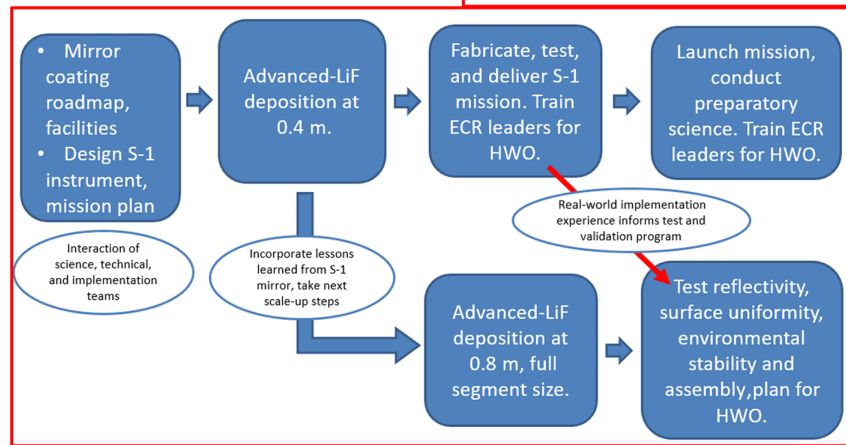 • Mirror
coating
roadmap,
facilities
• Design S-1
instrument,
mission plan
Advanced-LiF
deposition at
0.4 m.
Fabricate, test,
and deliver S-1
mission. Train
ECR leaders for
HWO.
Launch mission,
conduct
preparatory
science. Train ECR
leaders for HWO.
Interaction of
science, technical,
and implementation
teams
Incorporate lessons
learned from S-1
mirror, take next
scale-up steps
Real-world implementation
experience informs test and
validation program
Advanced-LiF
deposition at
0.8 m, full
segment size.
Test reflectivity,
surface uniformity,
environmental
stability and
assembly,plan for
HWO.